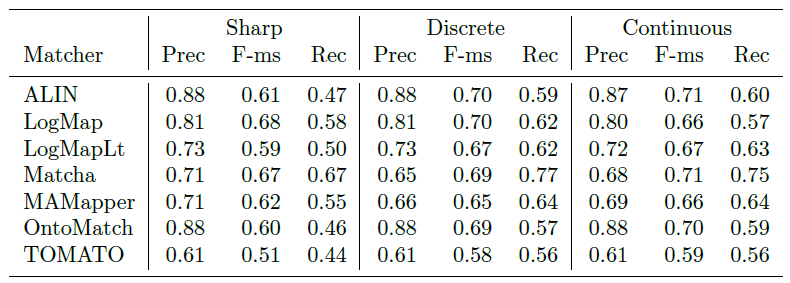 Sharp Discrete Continuous
Matcher Prec F-ms Rec Prec F-ms Rec Prec F-ms Rec
ALIN 0.88 0.61 0.47 0.88 0.70 0.59 0.87 0.71 0.60
LogMap 0.81 0.68 0.58 0.81 0.70 0.62 0.80 0.66 0.57
LogMapLt 0.73 0.59 0.50 0.73 0.67 0.62 0.72 0.67 0.63
Matcha 0.71 0.67 0.67 0.65 0.69 0.77 0.68 0.71 0.75
MAMapper 0.71 0.62 0.55 0.66 0.65 0.64 0.69 0.66 0.64
OntoMatch 0.88 0.60 0.46 0.88 0.69 0.57 0.88 0.70 0.59
TOMATO 0.61 0.51 0.44 0.61 0.58 0.56 0.61 0.59 0.56